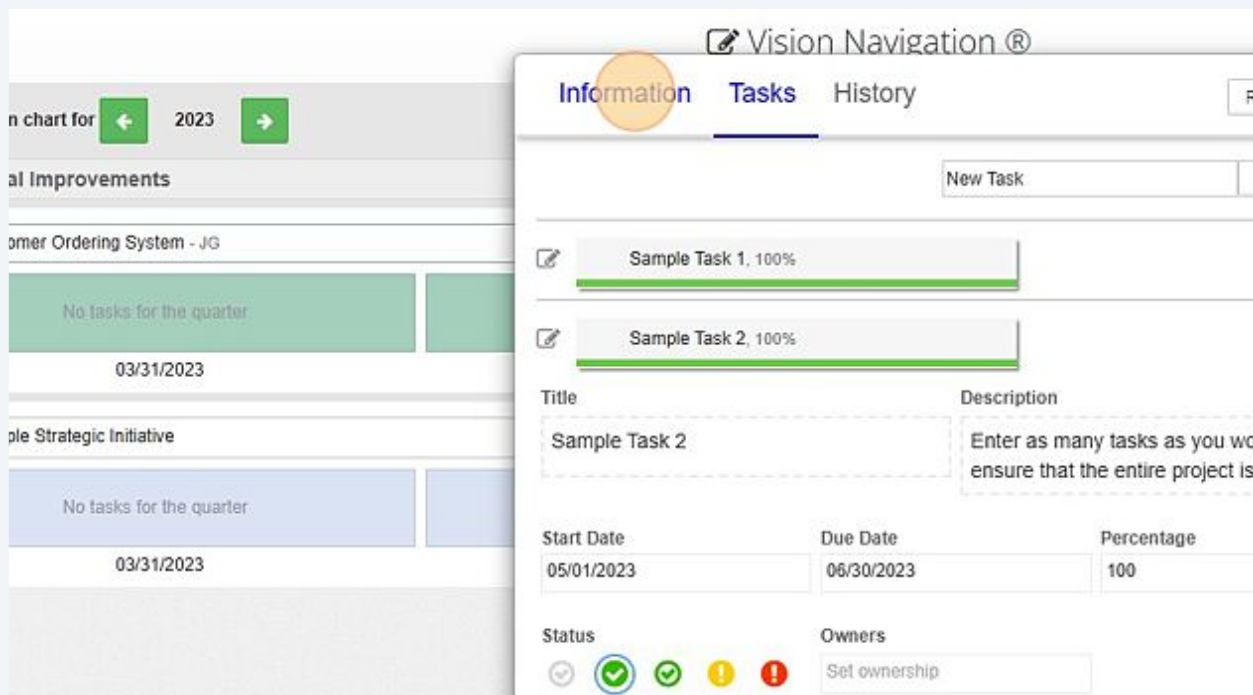 Vision Navigation ®
Information Tasks History
n chart for 2023
al Improvements
New Task
omer Ordering System - JG
Sample Task 1, 100%
No tasks for the quarter
Sample Task 2, 100%
03/31/2023
Title Description
ple Strategic Initiative
Sample Task 2
Enter as many tasks as you wo
ensure that the entire project is
No tasks for the quarter
Start Date Due Date Percentage
03/31/2023
05/01/2023 06/30/2023 100
Status Owners
Set ownership